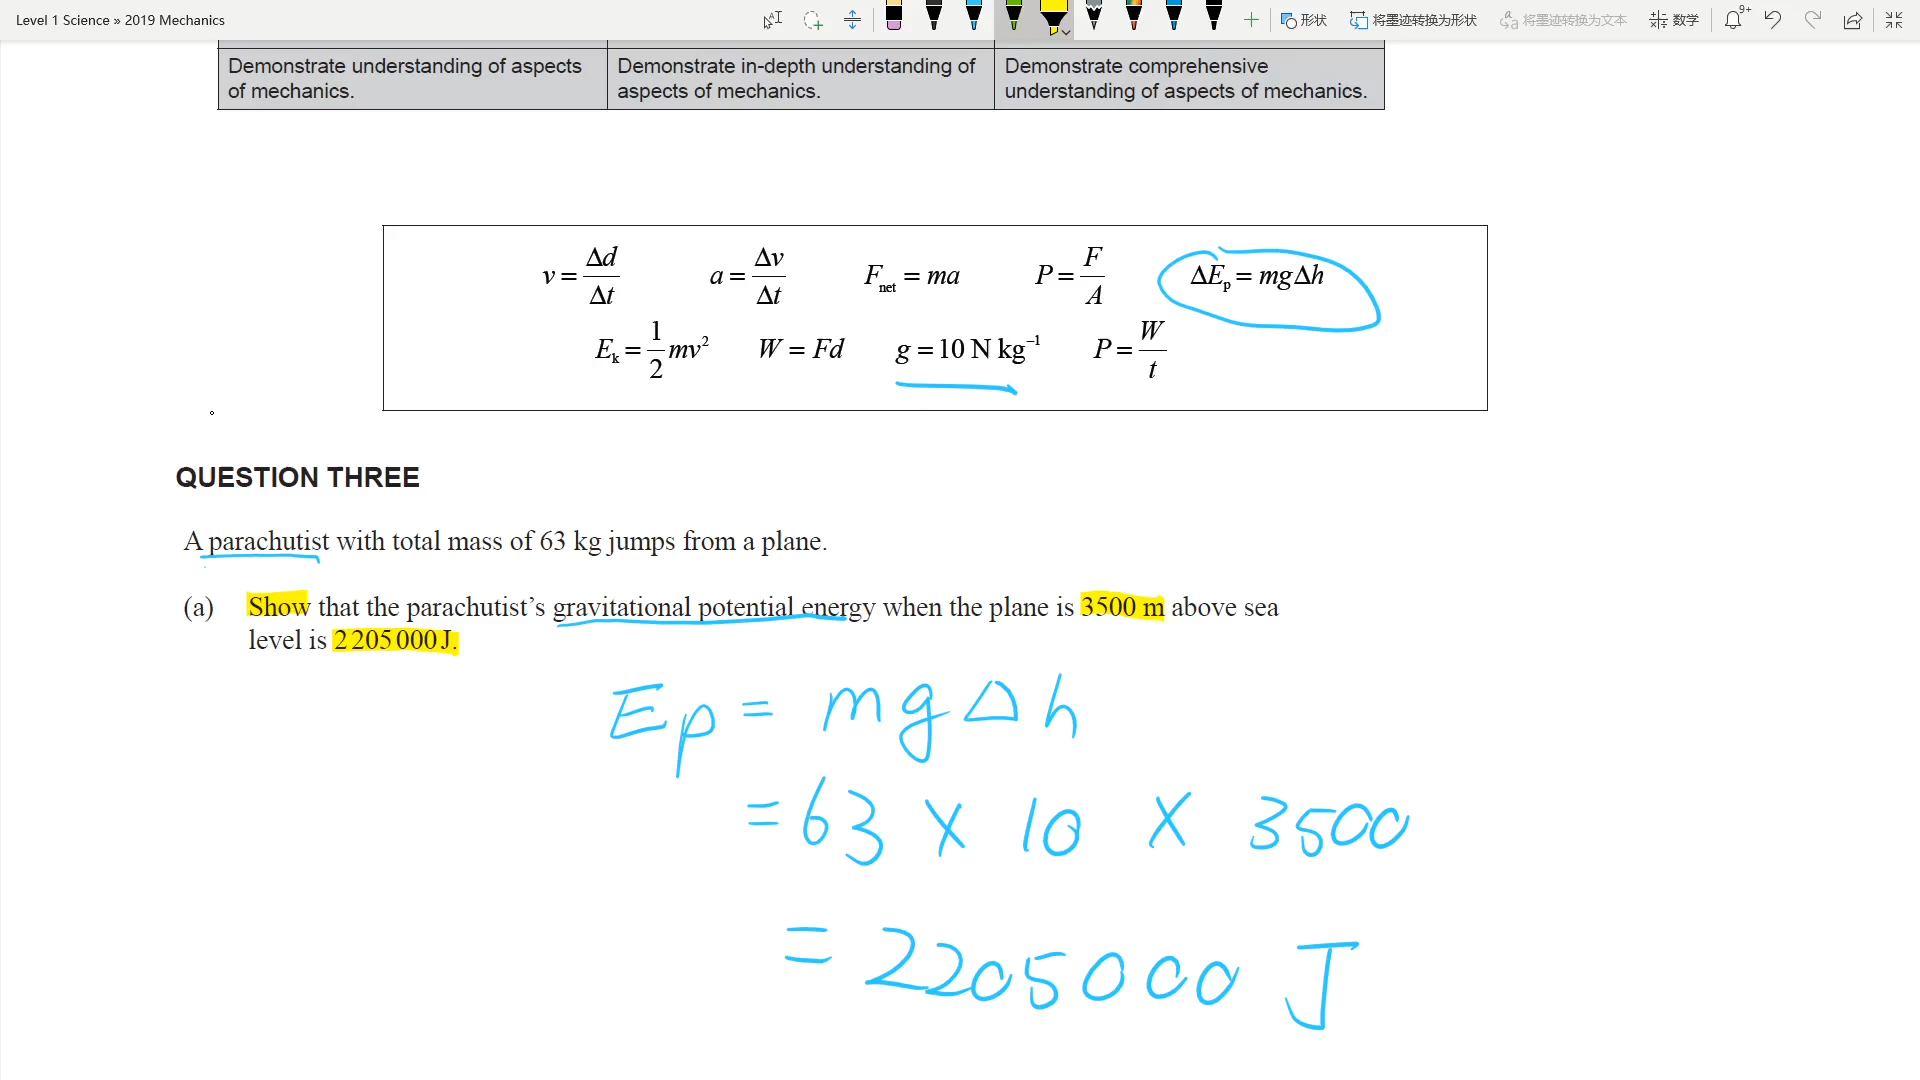 Level 1 Science » 2019 Mechanics
形状 将墨迹转换为形状 将墨迹转换为文本 数学 9+
Demonstrate understanding of aspects of mechanics. Demonstrate in-depth understanding of aspects of mechanics. Demonstrate comprehensive understanding of aspects of mechanics.
v = Δd/Δt a = Δv/Δt F_net = ma P = F/A ΔE_p = mgΔh
E_k = 1/2 mv² W = Fd g = 10 N kg⁻¹ P = W/t
QUESTION THREE
A parachutist with total mass of 63 kg jumps from a plane.
(a) Show that the parachutist’s gravitational potential energy when the plane is 3500 m above sea
level is 2 205 000 J.
Ep = mg Δh
= 63 × 10 × 3500
= 2205000 J